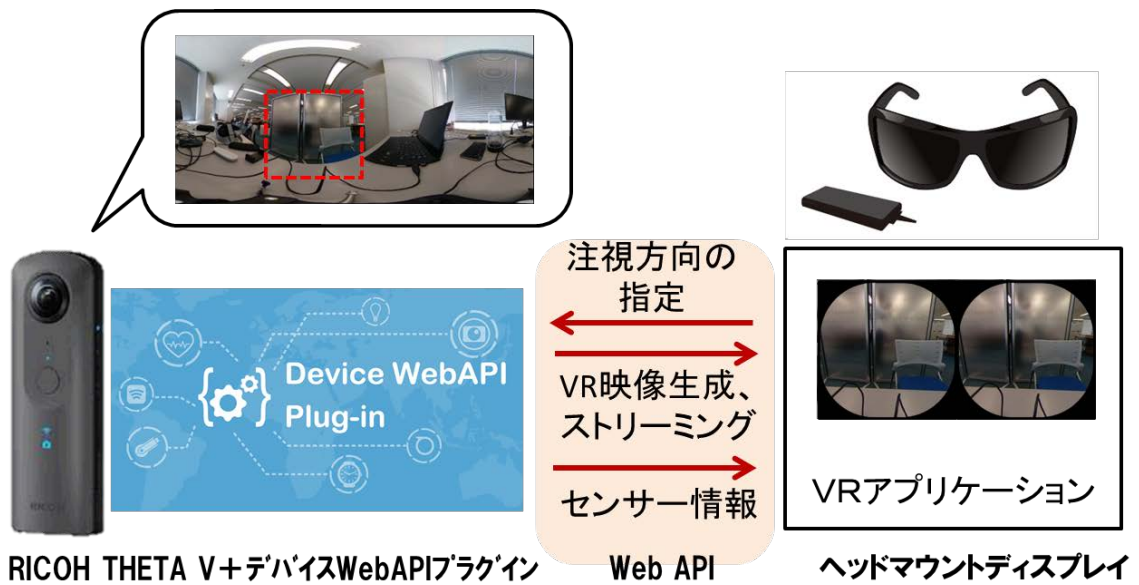 注視方向の
指定
Device WebAPI
Plug-in
VR映像生成、
ストリーミング
センサー情報
VRアプリケーション
RICOH
RICOH THETA V+デバイスWebAPIプラグイン
Web API
ヘッドマウントディスプレイ